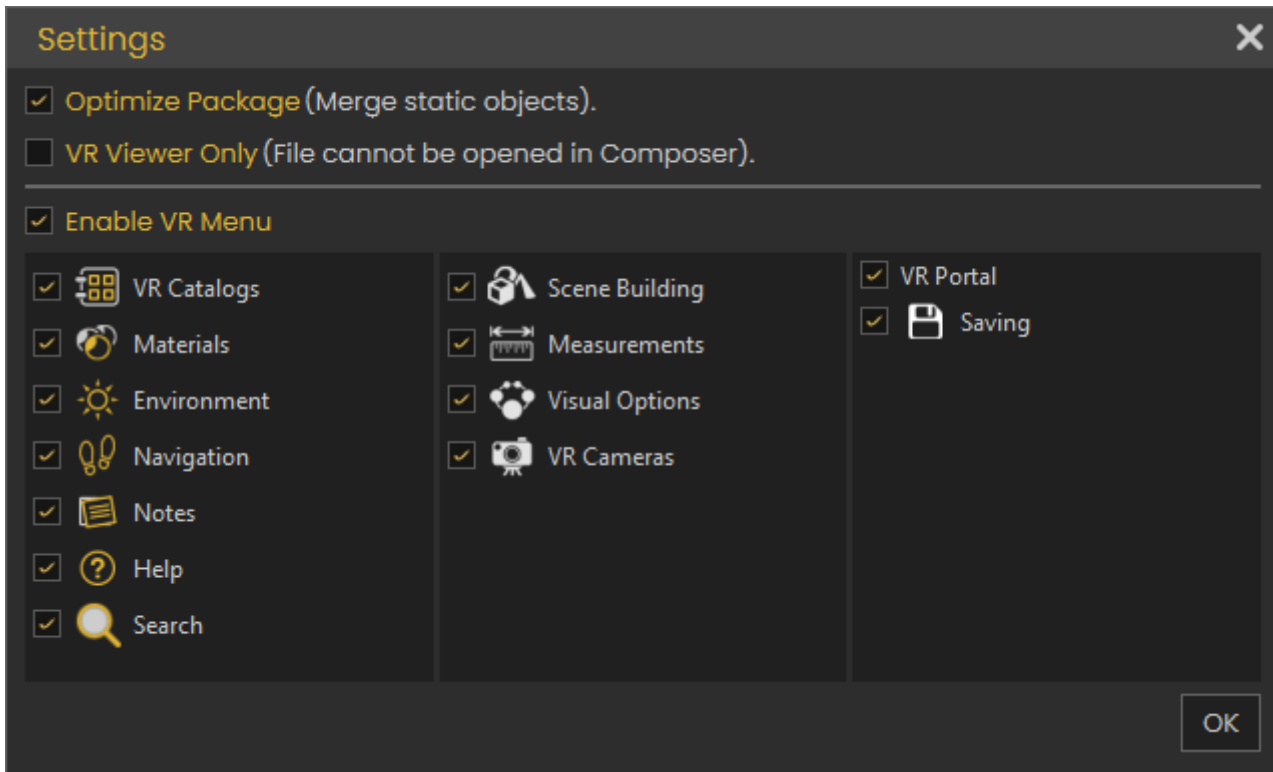 Settings
Optimize Package (Merge static objects).
VR Viewer Only (File cannot be opened in Composer).
Enable VR Menu
VR Catalogs
Materials
Environment
Navigation
Notes
Help
Search
Scene Building
Measurements
Visual Options
VR Cameras
VR Portal
Saving
OK